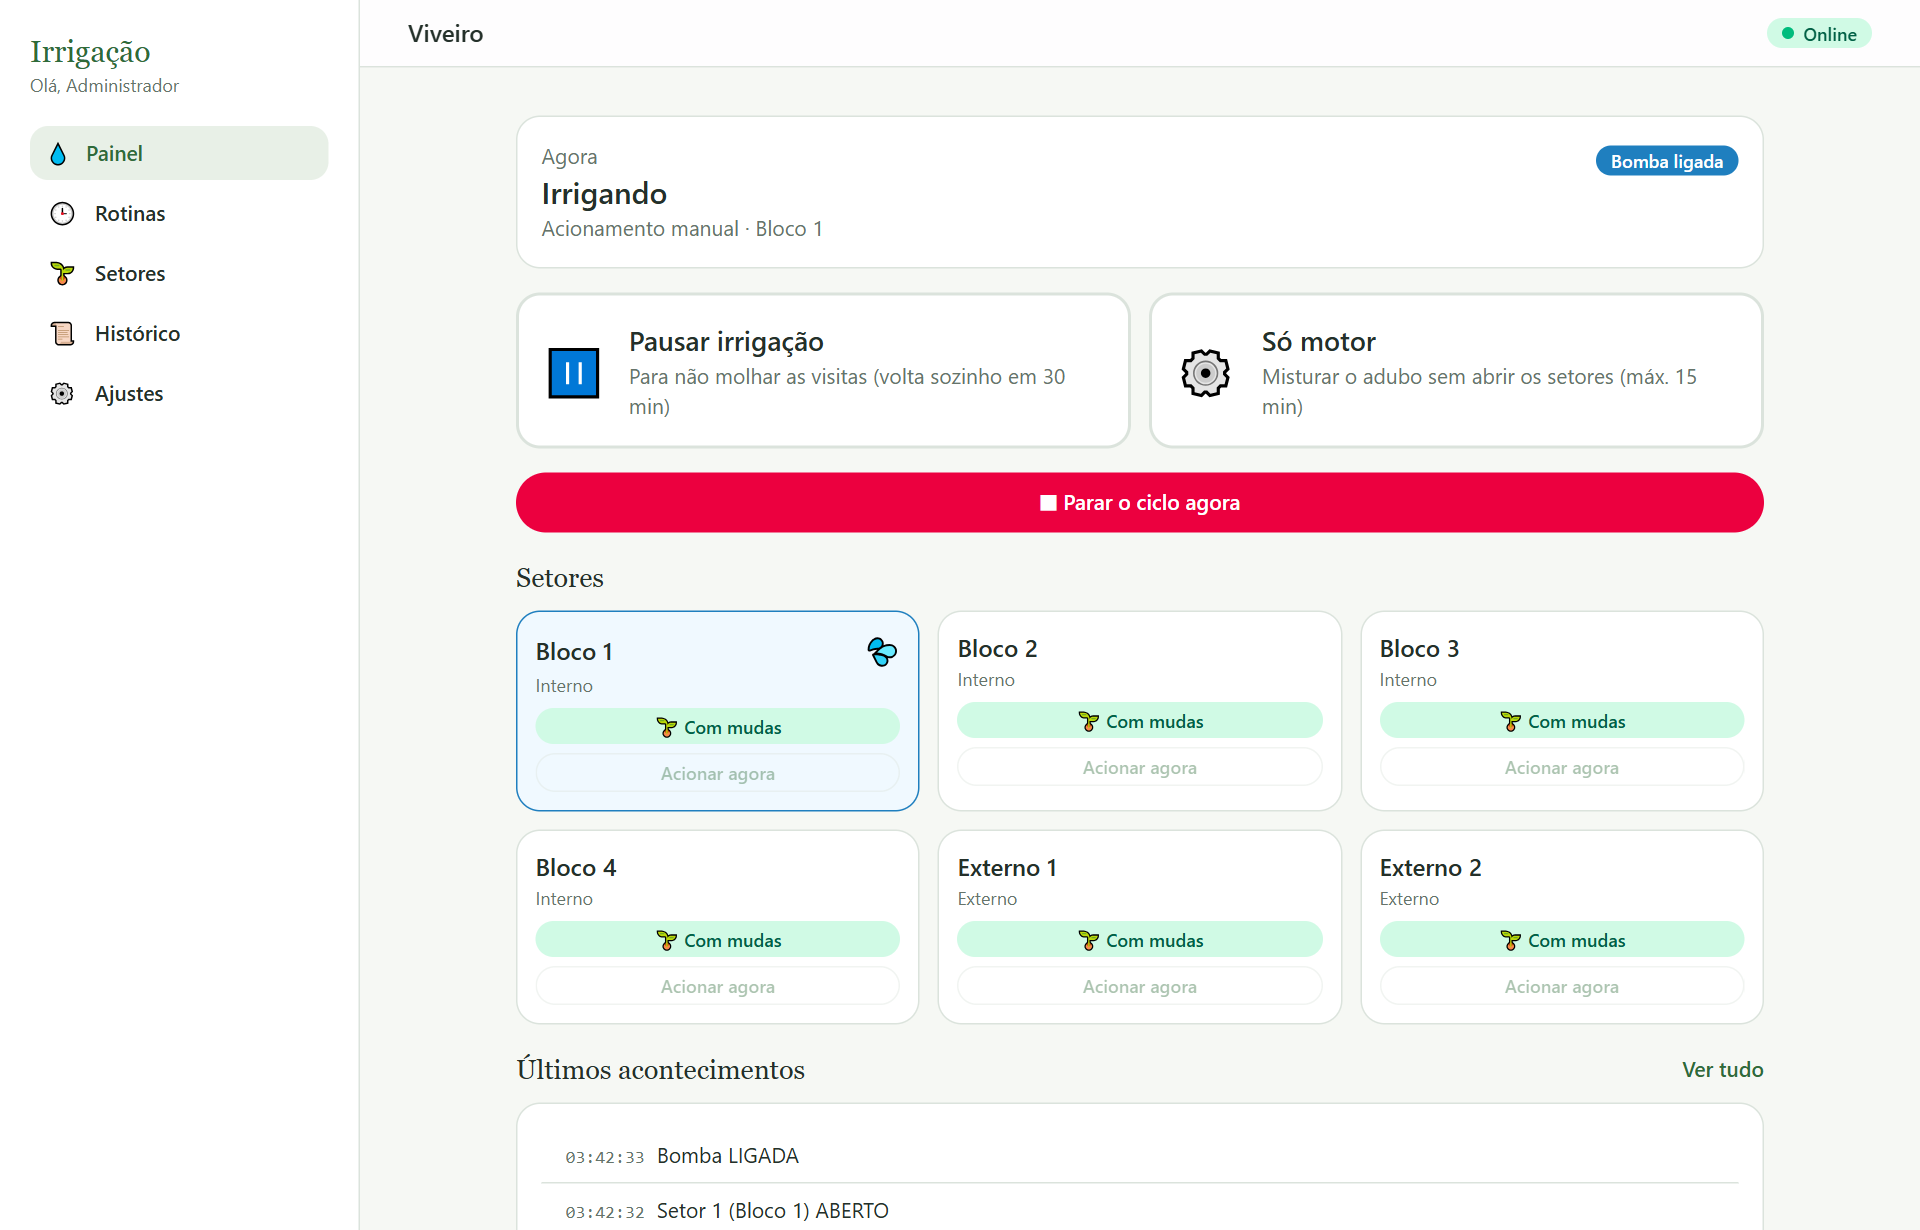 Irrigação
Olá, Administrador
Painel
Rotinas
Setores
Histórico
Ajustes
Viveiro
Online
Agora
Bomba ligada
Irrigando
Acionamento manual · Bloco 1
Pausar irrigação
Para não molhar as visitas (volta sozinho em 30
min)
Só motor
Misturar o adubo sem abrir os setores (máx. 15
min)
Parar o ciclo agora
Setores
Bloco 1
Interno
Com mudas
Acionar agora
Bloco 2
Interno
Com mudas
Acionar agora
Bloco 3
Interno
Com mudas
Acionar agora
Bloco 4
Interno
Com mudas
Acionar agora
Externo 1
Externo
Com mudas
Acionar agora
Externo 2
Externo
Com mudas
Acionar agora
Últimos acontecimentos
Ver tudo
03:42:33 Bomba LIGADA
03:42:32 Setor 1 (Bloco 1) ABERTO